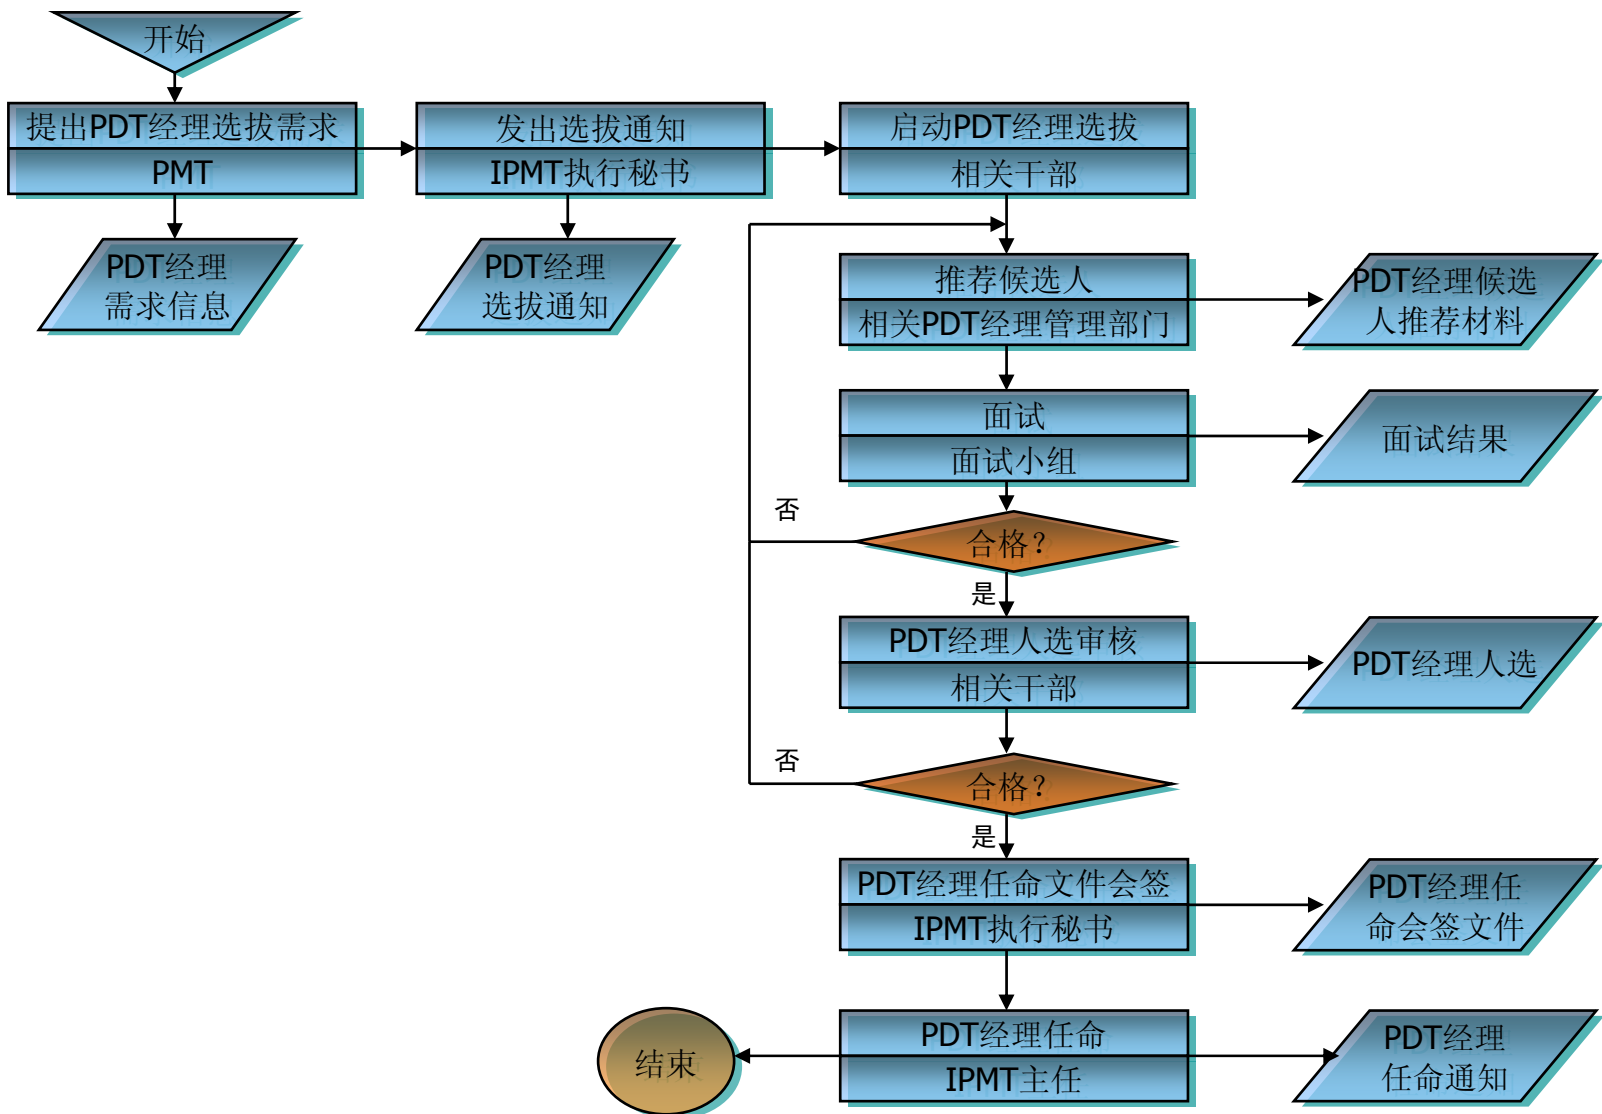 开始
提出PDT经理选拔需求
PMT
发出选拔通知
IPMT执行秘书
启动PDT经理选拔
相关干部
PDT经理
需求信息
PDT经理
选拔通知
推荐候选人
相关PDT经理管理部门
PDT经理候选
人推荐材料
面试
面试小组
面试结果
否
合格?
是
PDT经理人选审核
相关干部
PDT经理人选
否
合格?
是
PDT经理任命文件会签
IPMT执行秘书
PDT经理任
命会签文件
PDT经理任命
IPMT主任
PDT经理
任命通知
结束